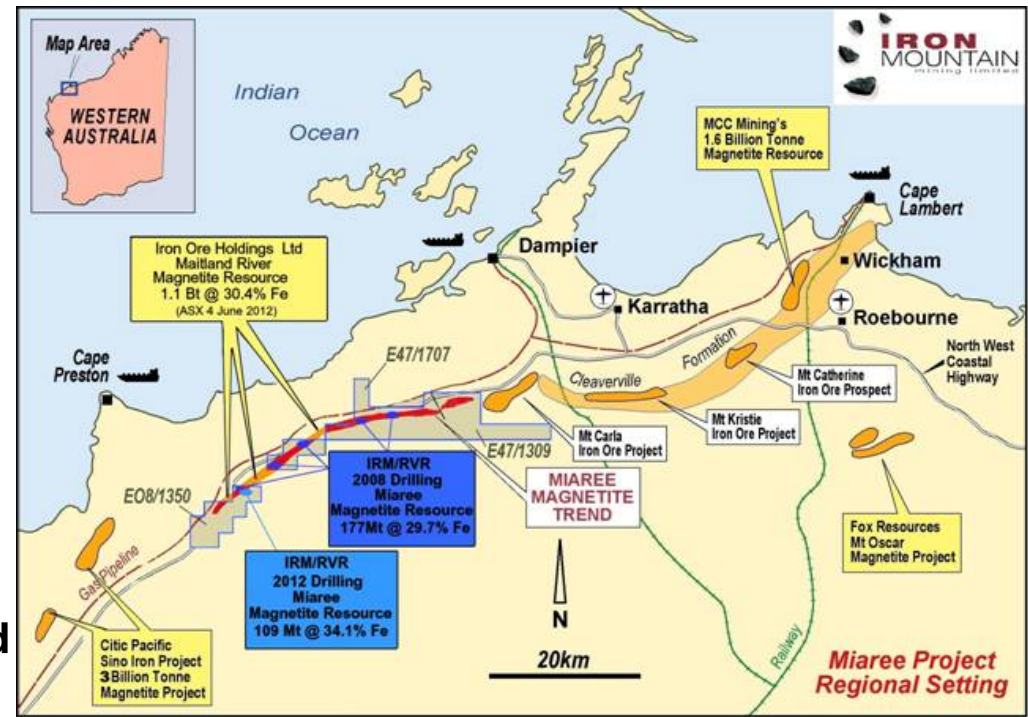 Map Area
WESTERN
AUSTRALIA
Indian
Ocean
IRON
MOUNTAIN
mining limited
MCC Mining's
1.6 Billion Tonne
Magnetite Resource
Cape
Lambert
Dampier
Wickham
Iron Ore Holdings Ltd
Maitland River
Magnetite Resource
1.1 Bt @ 30.4% Fe
(ASX 4 June 2012)
Karratha
Roebourne
North West
Coastal
Highway
Cape
Preston
E47/1707
Cleaverville
Formation
Mt Catherine
Iron Ore Prospect
Mt Kristie
Iron Ore Project
Mt Carla
Iron Ore Project
E47/1309
IRM/RVR
2008 Drilling
Miaree
Magnetite Resource
177Mt @ 29.7% Fe
MIAREE
MAGNETITE
TREND
EO8/1350
Fox Resources
Mt Oscar
Magnetite Project
IRM/RVR
2012 Drilling
Miaree
Magnetite Resource
109 Mt @ 34.1% Fe
Gas Pipeline
N
20km
Railway
d
Citic Pacific
Sino Iron Project
3Billion Tonne
Magnetite Project
Miaree Project
Regional Setting